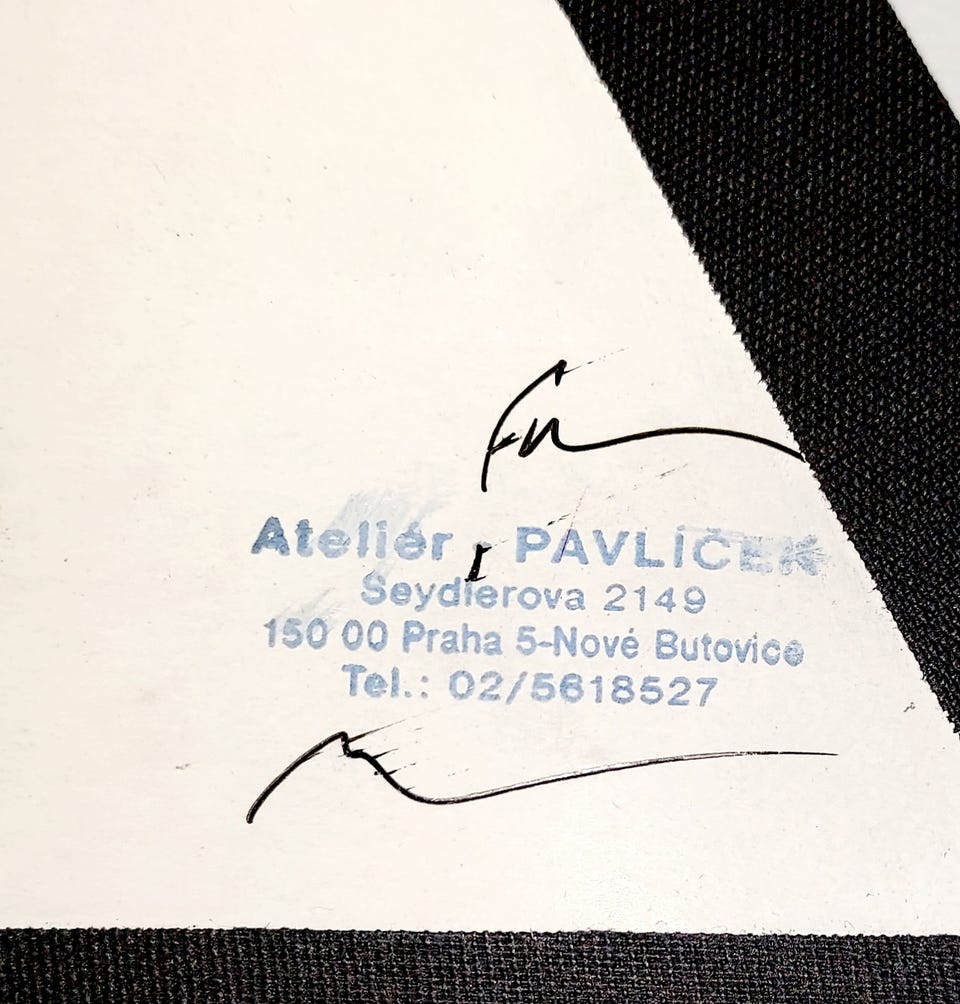 Ateliér - PAVLÍČEK
Seydlerova 2149
150 00 Praha 5-Nové Butovice
Tel.: 02/5618527